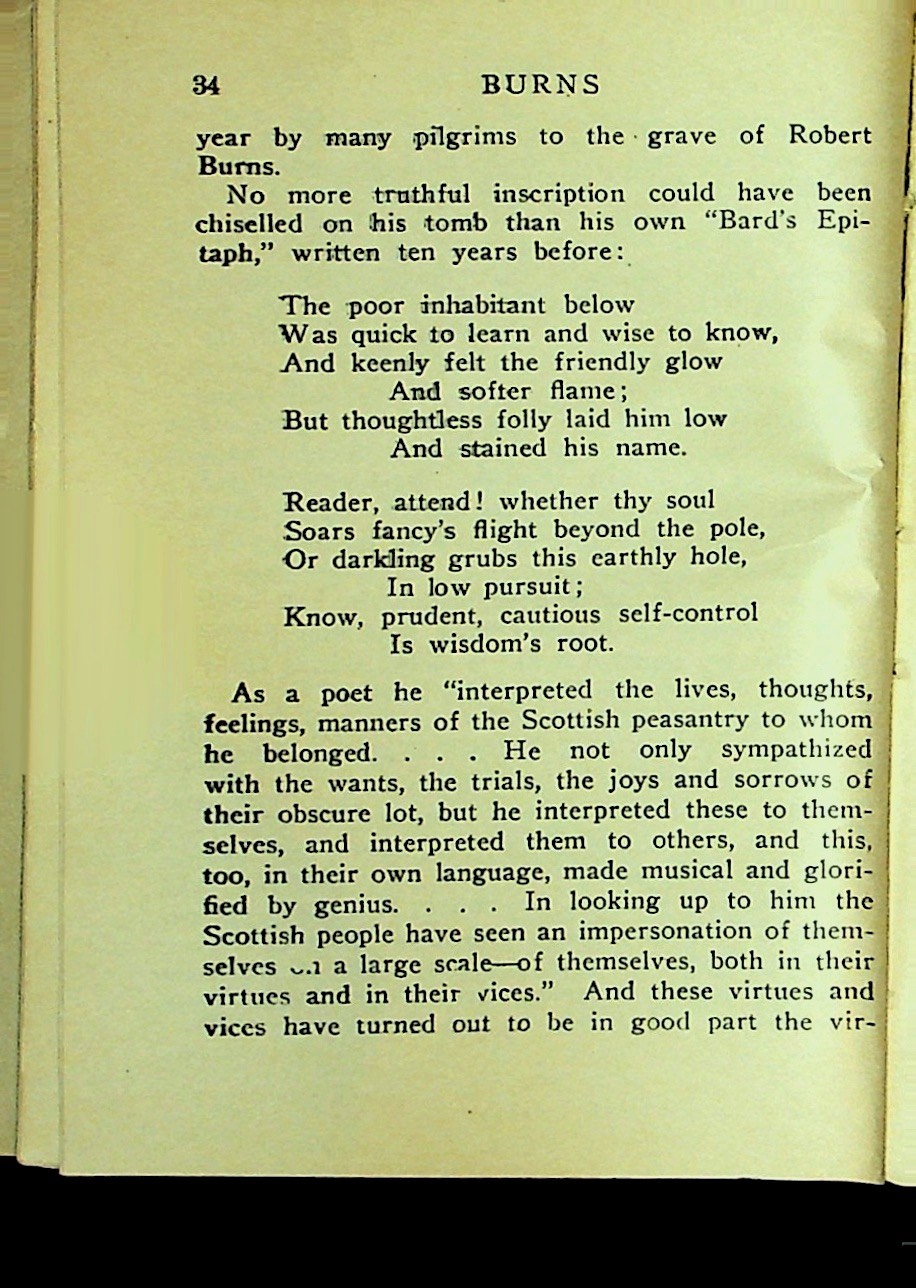 34 BURNS
year by many pilgrims to the grave of Robert
Burns.
No more truthful inscription could have been
chiselled on his tomb than his own “Bard’s Epi-
taph,” written ten years before:
The poor inhabitant below
Was quick to learn and wise to know,
And keenly felt the friendly glow
And softer flame;
But thoughtless folly laid him low
And stained his name.
Reader, attend! whether thy soul
Soars fancy’s flight beyond the pole,
Or darkling grubs this earthly hole,
In low pursuit;
Know, prudent, cautious self-control
Is wisdom’s root.
As a poet he “interpreted the lives, thoughts,
feelings, manners of the Scottish peasantry to whom
he belonged. . . . He not only sympathized
with the wants, the trials, the joys and sorrows of
their obscure lot, but he interpreted these to them-
selves, and interpreted them to others, and this,
too, in their own language, made musical and glori-
fied by genius. . . . In looking up to him the
Scottish people have seen an impersonation of them-
selves a large scale—of themselves, both in their
virtues and in their vices.” And these virtues and
vices have turned out to be in good part the vir-